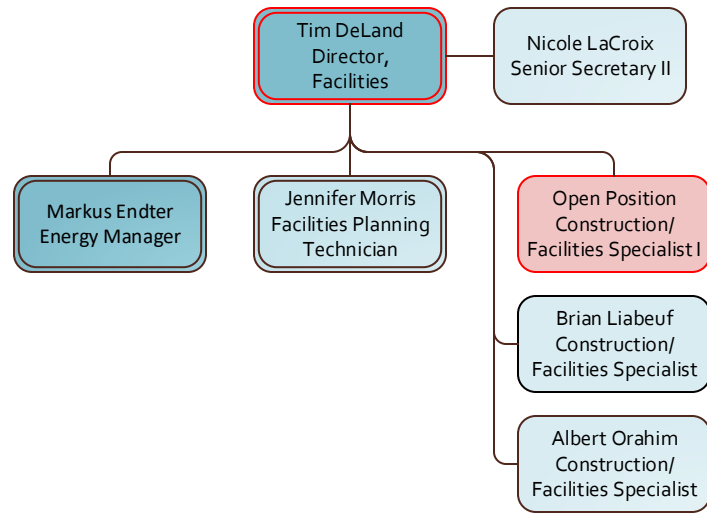 Tim DeLand
Director,
Facilities
Nicole LaCroix
Senior Secretary II
Markus Endter
Energy Manager
Jennifer Morris
Facilities Planning
Technician
Open Position
Construction/
Facilities Specialist I
Brian Liabeuf
Construction/
Facilities Specialist
Albert Orahim
Construction/
Facilities Specialist